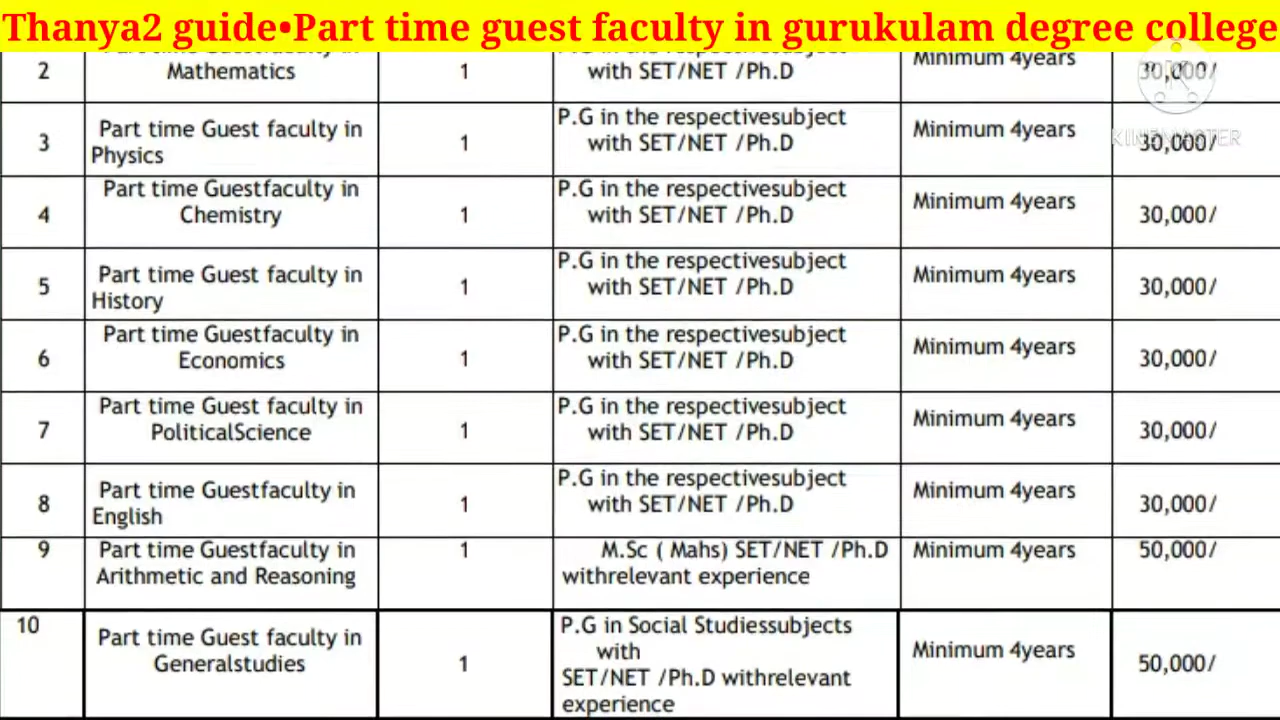 Thanya2 guide•Part time guest faculty in gurukulam degree college
2 Mathematics 1 with SET/NET /Ph.D Minimum 4years 30,000/
KINEMASTER
3 Part time Guest faculty in Physics 1 P.G in the respectivesubject with SET/NET /Ph.D Minimum 4years 30,000/
4 Part time Guestfaculty in Chemistry 1 P.G in the respectivesubject with SET/NET /Ph.D Minimum 4years 30,000/
5 Part time Guest faculty in History 1 P.G in the respectivesubject with SET/NET /Ph.D Minimum 4years 30,000/
6 Part time Guestfaculty in Economics 1 P.G in the respectivesubject with SET/NET /Ph.D Minimum 4years 30,000/
7 Part time Guest faculty in PoliticalScience 1 P.G in the respectivesubject with SET/NET /Ph.D Minimum 4years 30,000/
8 Part time Guestfaculty in English 1 P.G in the respectivesubject with SET/NET /Ph.D Minimum 4years 30,000/
9 Part time Guestfaculty in Arithmetic and Reasoning 1 M.Sc ( Mahs) SET/NET /Ph.D withrelevant experience Minimum 4years 50,000/
10 Part time Guest faculty in Generalstudies 1 P.G in Social Studiessubjects with SET/NET /Ph.D withrelevant experience Minimum 4years 50,000/